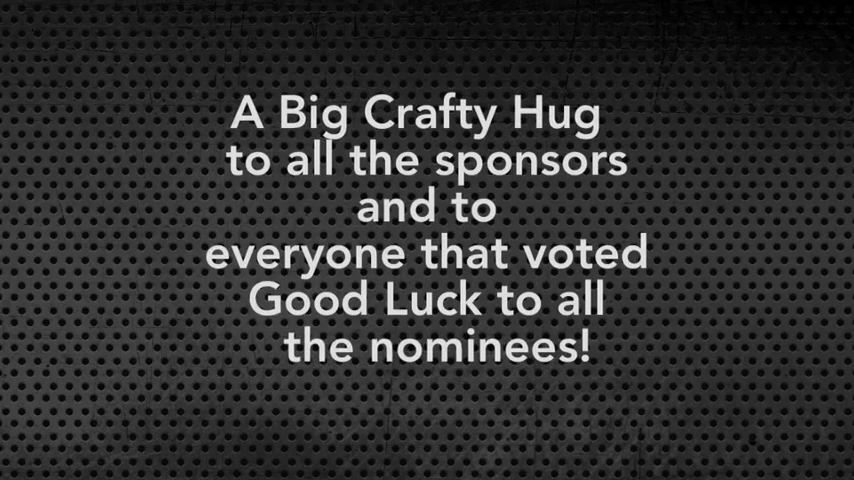 A Big Crafty Hug
to all the sponsors
and to
everyone that voted
Good Luck to all
the nominees!